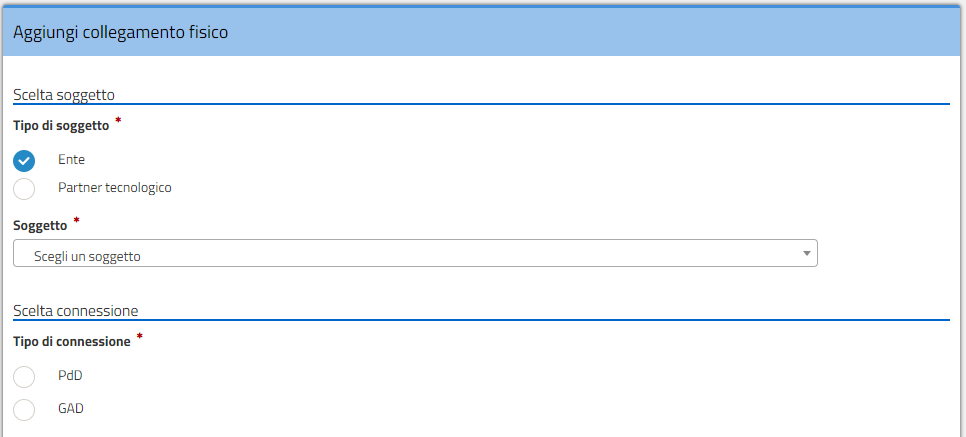 Aggiungi collegamento fisico
Scelta soggetto
Tipo di soggetto *
Ente
Partner tecnologico
Soggetto *
Scegli un soggetto
Scelta connessione
Tipo di connessione *
PdD
GAD